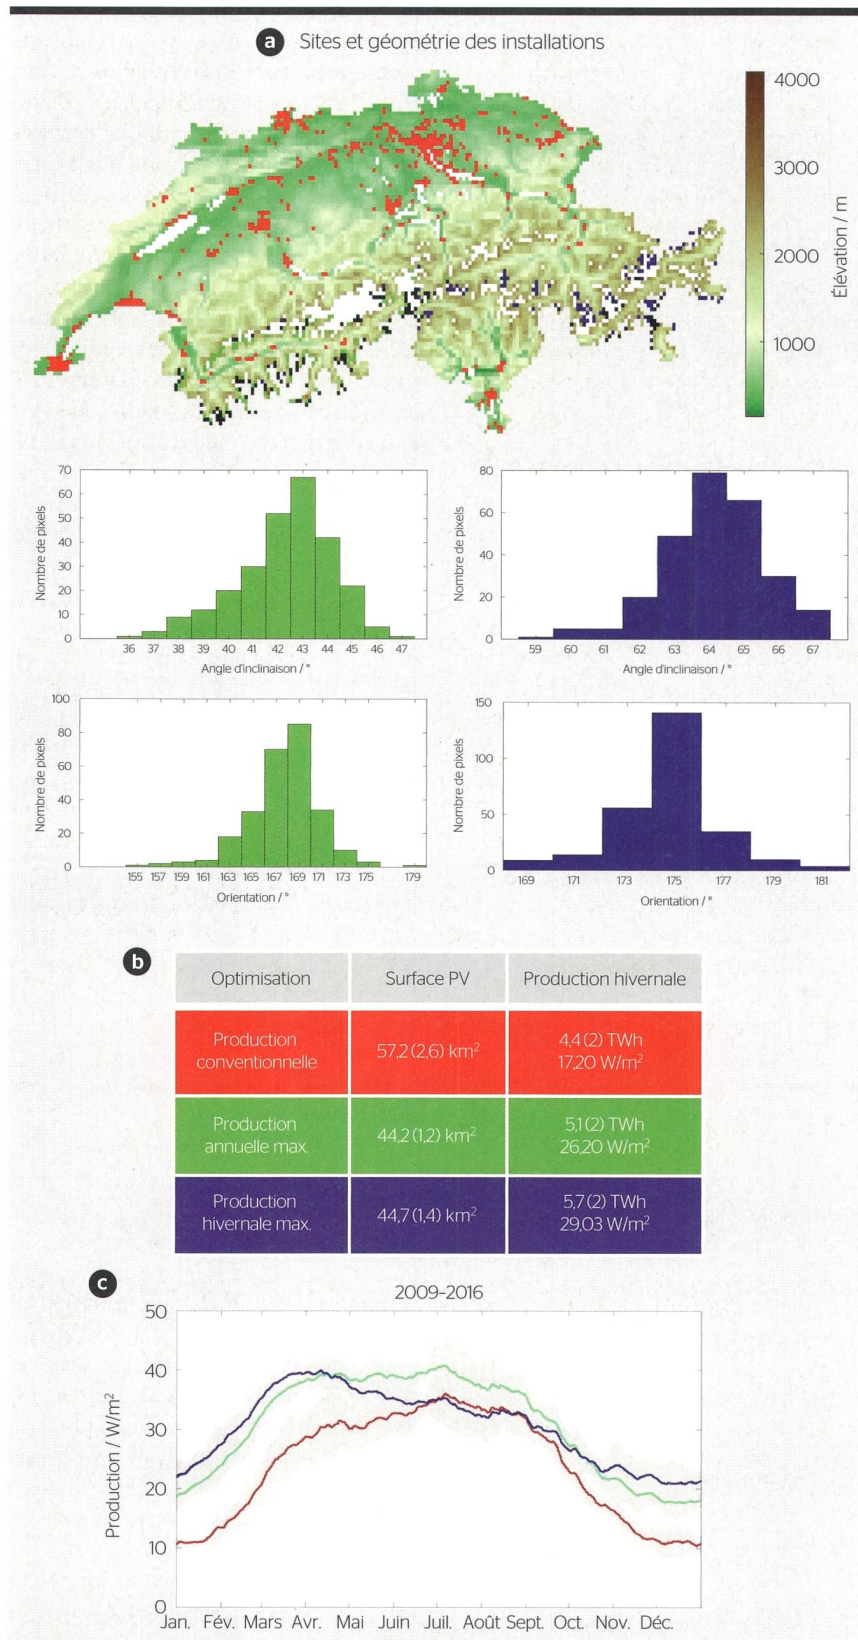 a Sites et géométrie des installations
4000
3000
2000
1000
Élévation / m
Nombre de pixels
70
60
50
40
30
20
10
0
36 37 38 39 40 41 42 43 44 45 46 47
Angle d'inclinaison / °
Nombre de pixels
80
60
40
20
0
59 60 61 62 63 64 65 66 67
Angle d'inclinaison / °
Nombre de pixels
100
80
60
40
20
0
155 157 159 161 163 165 167 169 171 173 175 179
Orientation / °
Nombre de pixels
150
100
50
0
169 171 173 175 177 179 181
Orientation / °
b
Optimisation Surface PV Production hivernale
Production
conventionnelle
57,2 (2,6) km²
4,4 (2) TWh
17,20 W/m²
Production
annuelle max.
44,2 (1,2) km²
5,1 (2) TWh
26,20 W/m²
Production
hivernale max.
44,7 (1,4) km²
5,7 (2) TWh
29,03 W/m²
c
2009-2016
Production / W/m²
50
40
30
20
10
0
Jan. Fév. Mars Avr. Mai Juin Juil. Août Sept. Oct. Nov. Déc.